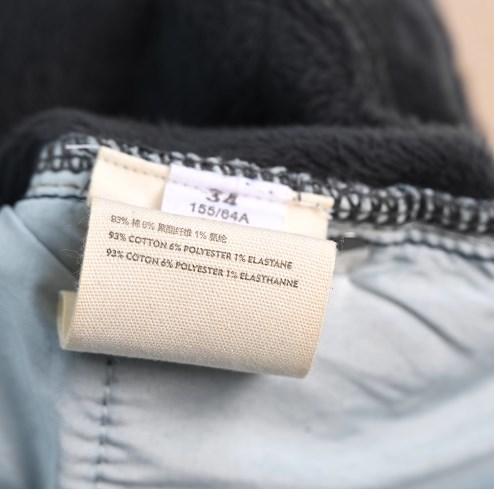 34
155/64A
93% 棉 6% 聚酯纤维 1% 氨纶
93% COTTON 6% POLYESTER 1% ELASTANE
93% COTON 6% POLYESTER 1% ELASTHANNE